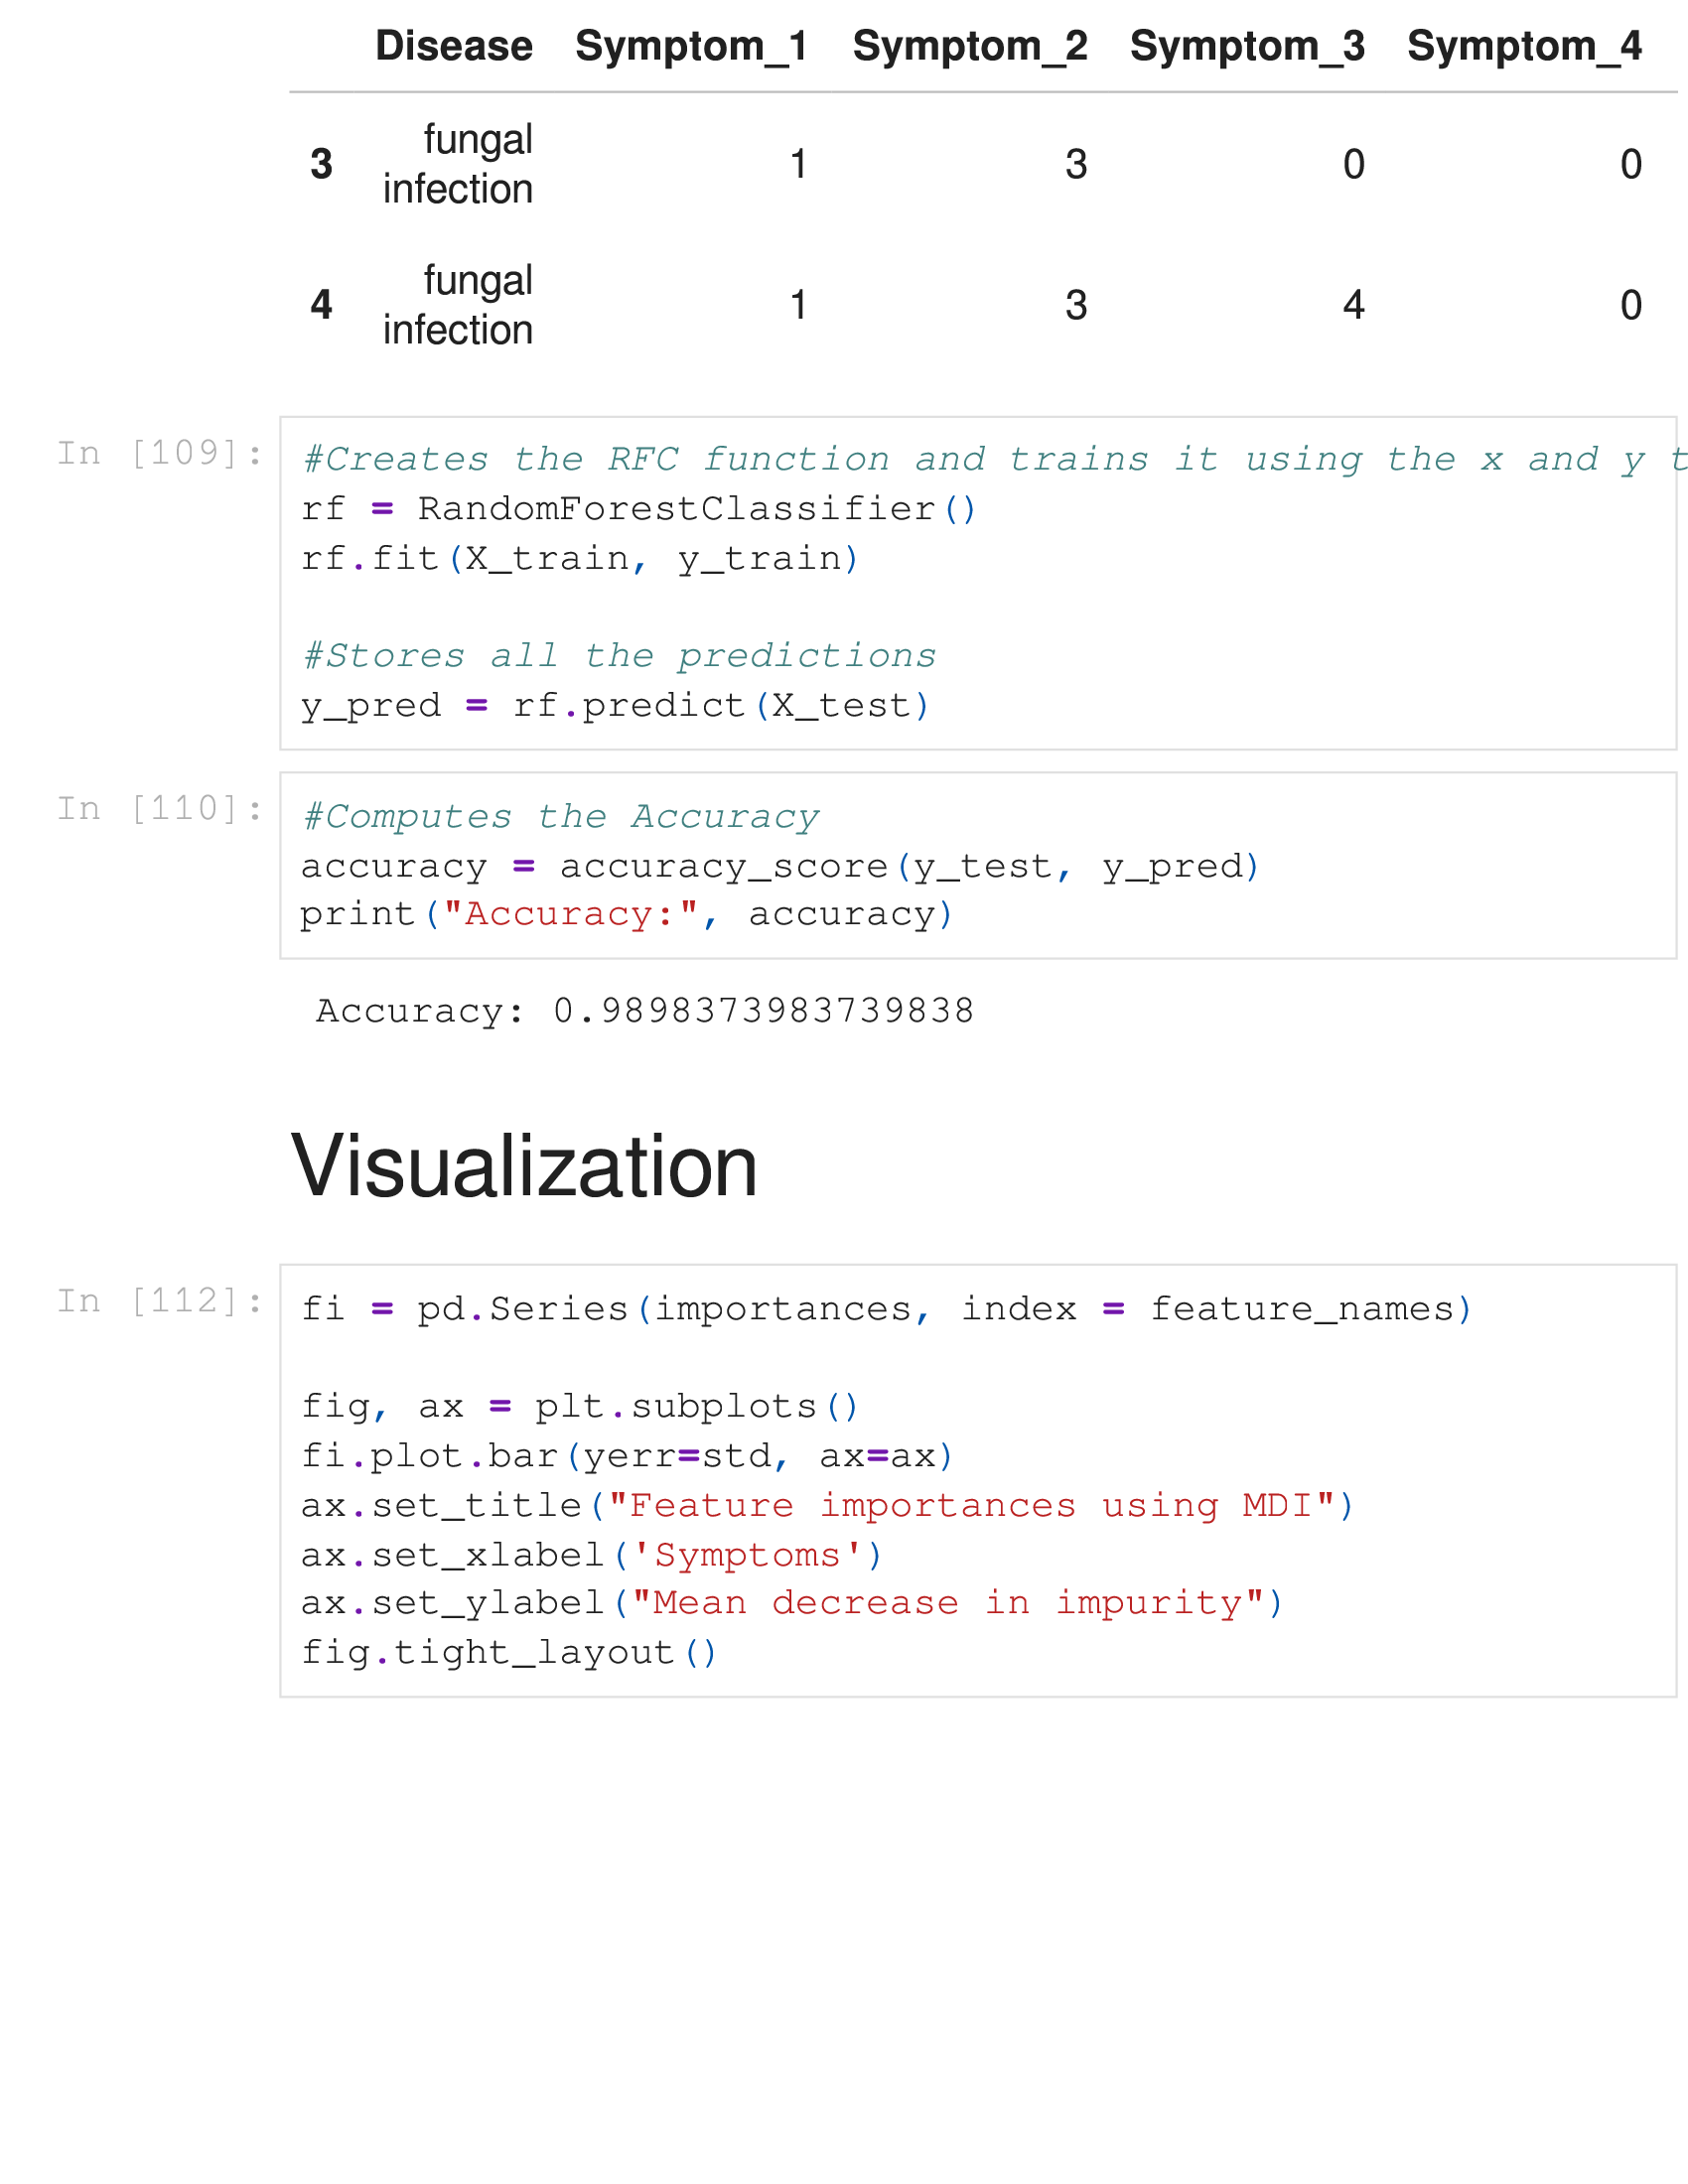 Disease Symptom_1 Symptom_2 Symptom_3 Symptom_4
fungal
3 1 3 0 0
infection
fungal
4 1 3 4 0
infection
In [109]: #Creates the RFC function and trains it using the x and y t
rf = RandomForestClassifier()
rf.fit(X_train, y_train)
#Stores all the predictions
y_pred = rf.predict(X_test)
In [110]: #Computes the Accuracy
accuracy = accuracy_score(y_test, y_pred)
print("Accuracy:", accuracy)
Accuracy: 0.9898373983739838
Visualization
In [112]: fi = pd.Series(importances, index = feature_names)
fig, ax = plt.subplots()
fi.plot.bar(yerr=std, ax=ax)
ax.set_title("Feature importances using MDI")
ax.set_xlabel('Symptoms')
ax.set_ylabel("Mean decrease in impurity")
fig.tight_layout()